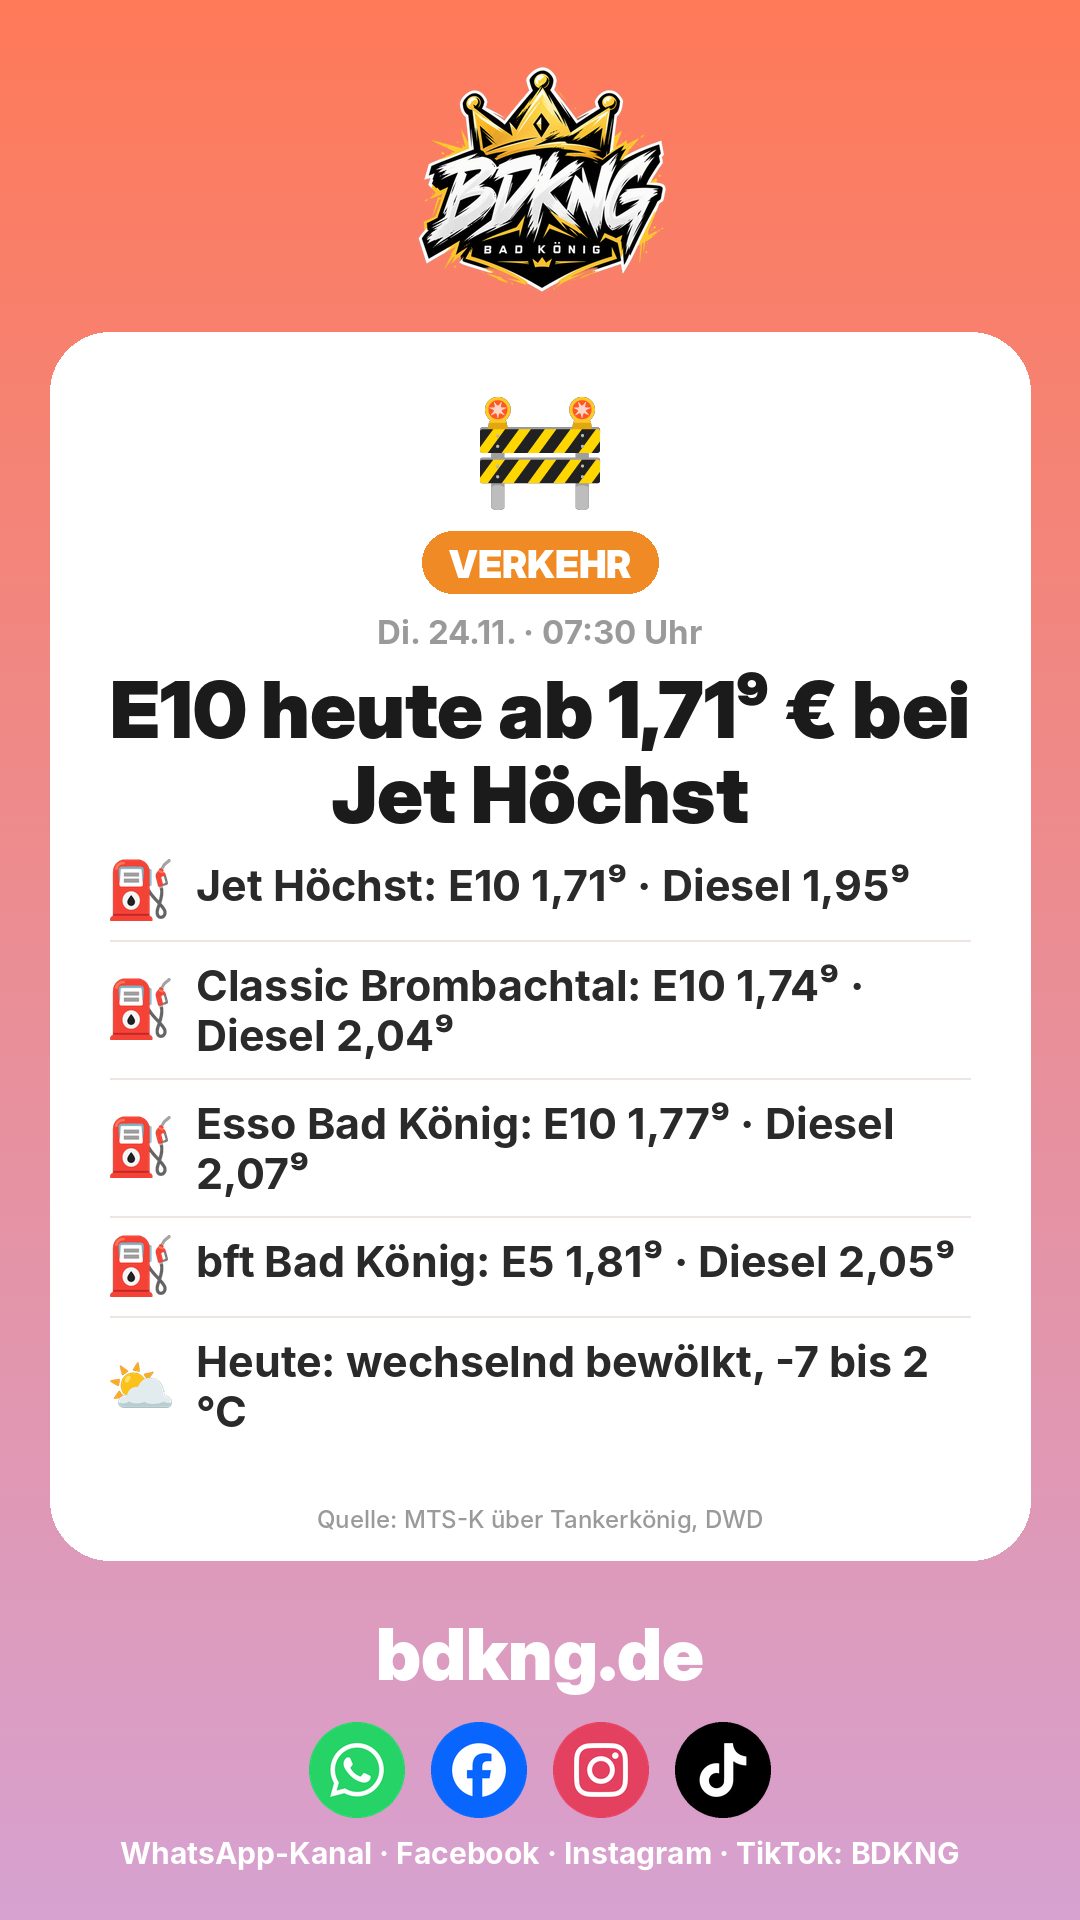 BDKNG
BAD KÖNIG
VERKEHR
Di. 24.11. · 07:30 Uhr
E10 heute ab 1,71⁹ € bei
Jet Höchst
Jet Höchst: E10 1,71⁹ · Diesel 1,95⁹
Classic Brombachtal: E10 1,74⁹ ·
Diesel 2,04⁹
Esso Bad König: E10 1,77⁹ · Diesel
2,07⁹
bft Bad König: E5 1,81⁹ · Diesel 2,05⁹
Heute: wechselnd bewölkt, -7 bis 2
°C
Quelle: MTS-K über Tankerkönig, DWD
bdkng.de
WhatsApp-Kanal · Facebook · Instagram · TikTok: BDKNG